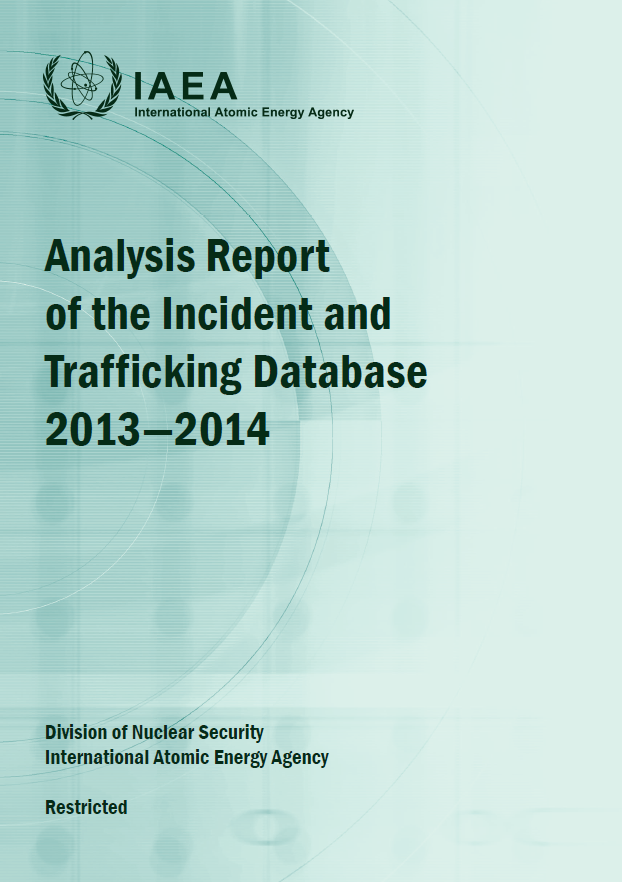 IAEA
International Atomic Energy Agency
Analysis Report
of the Incident and
Trafficking Database
2013—2014
Division of Nuclear Security
International Atomic Energy Agency
Restricted